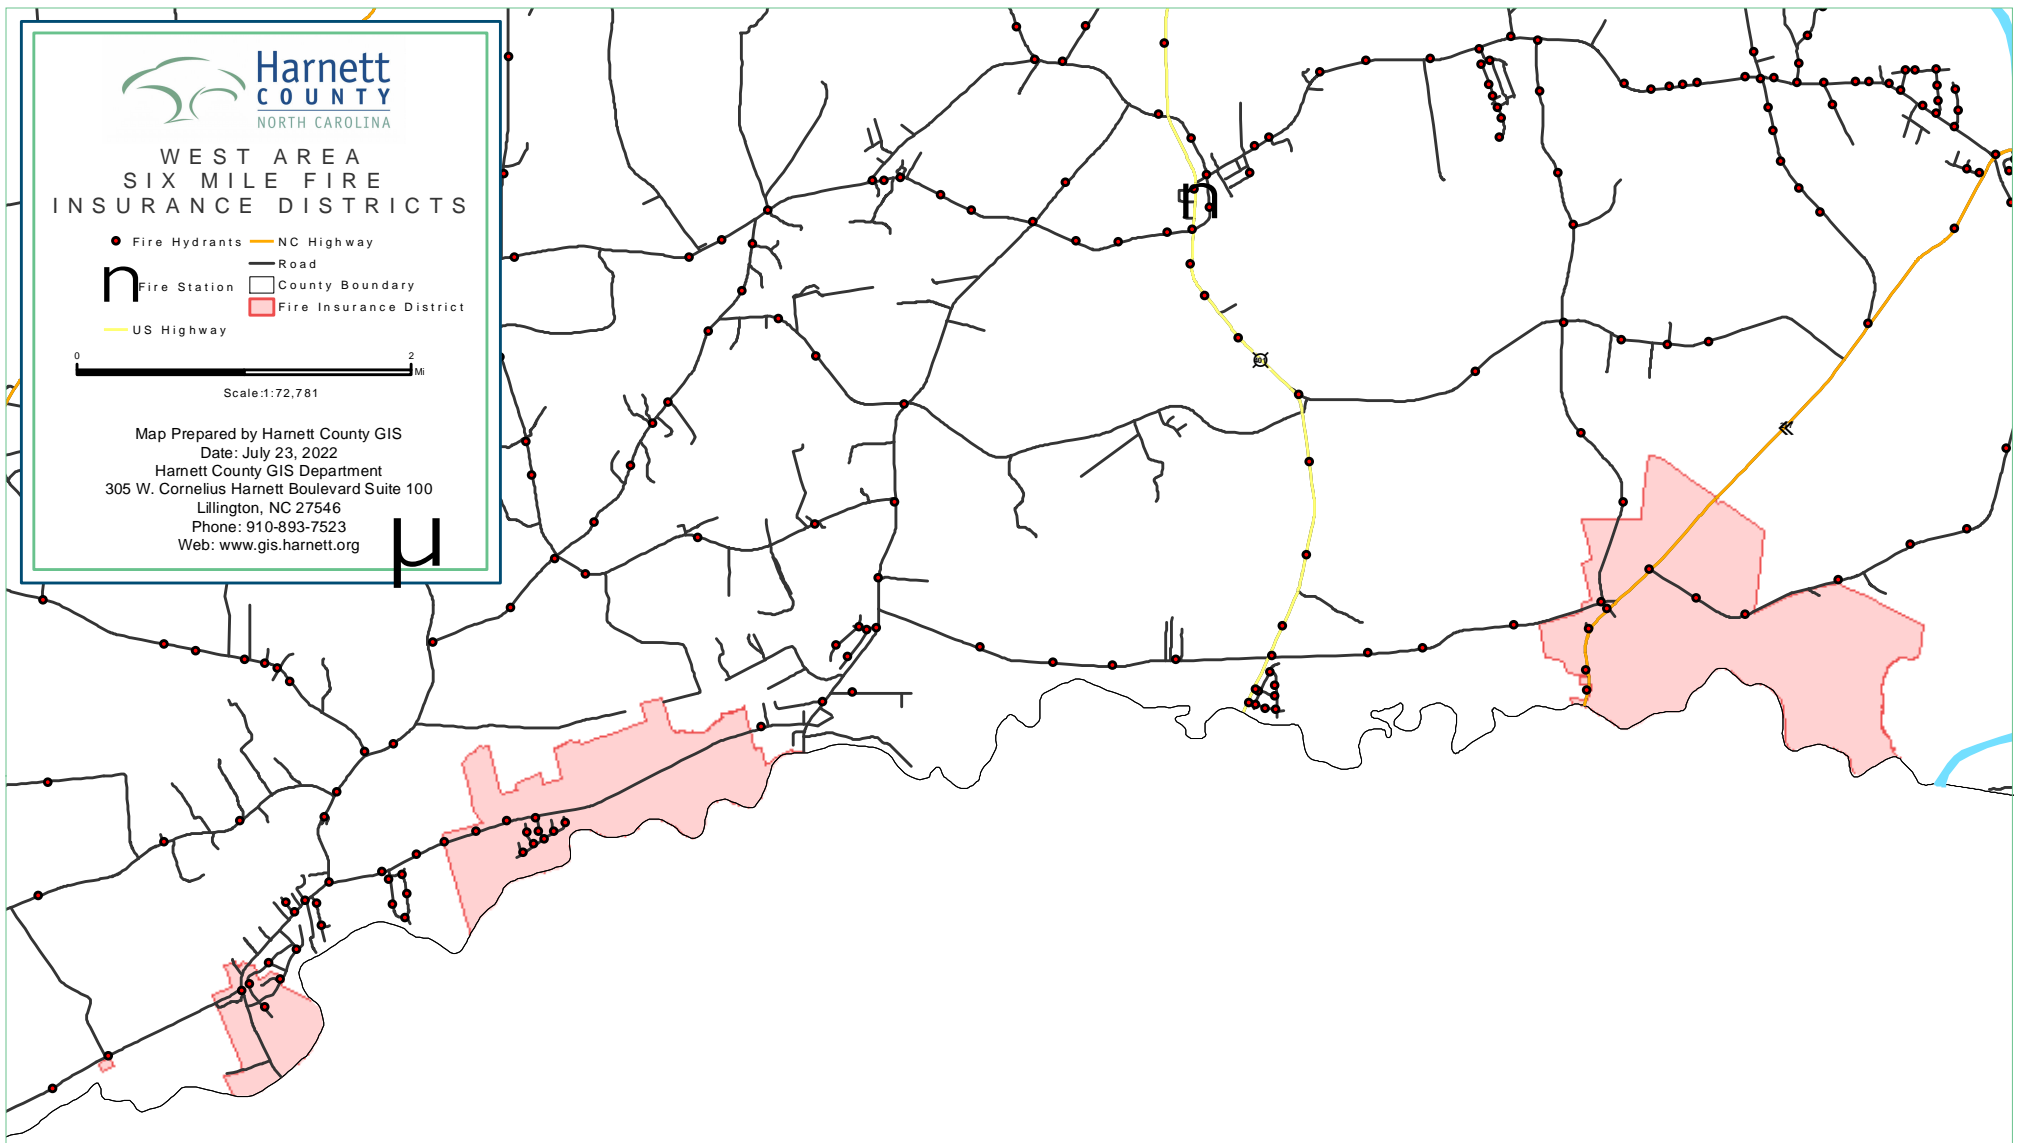 Harnett
COUNTY
NORTH CAROLINA
WEST AREA
SIX MILE FIRE
INSURANCE DISTRICTS
Fire Hydrants
n Fire Station
US Highway
NC Highway
Road
County Boundary
Fire Insurance District
0 2
Mi
Scale:1:72,781
Map Prepared by Harnett County GIS
Date: July 23, 2022
Harnett County GIS Department
305 W. Cornelius Harnett Boulevard Suite 100
Lillington, NC 27546
Phone: 910-893-7523
Web: www.gis.harnett.org
µ
n
401